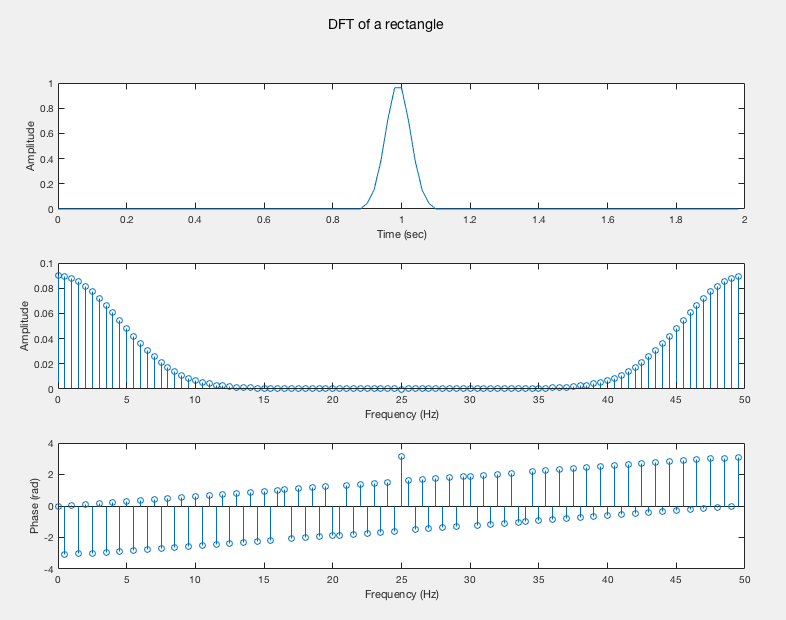 DFT of a rectangle
1
0.8
0.6
0.4
0.2
0
Amplitude
0 0.2 0.4 0.6 0.8 1 1.2 1.4 1.6 1.8 2
Time (sec)
0.1
0.08
0.06
0.04
0.02
0
Amplitude
0 5 10 15 20 25 30 35 40 45 50
Frequency (Hz)
4
2
0
-2
-4
Phase (rad)
0 5 10 15 20 25 30 35 40 45 50
Frequency (Hz)